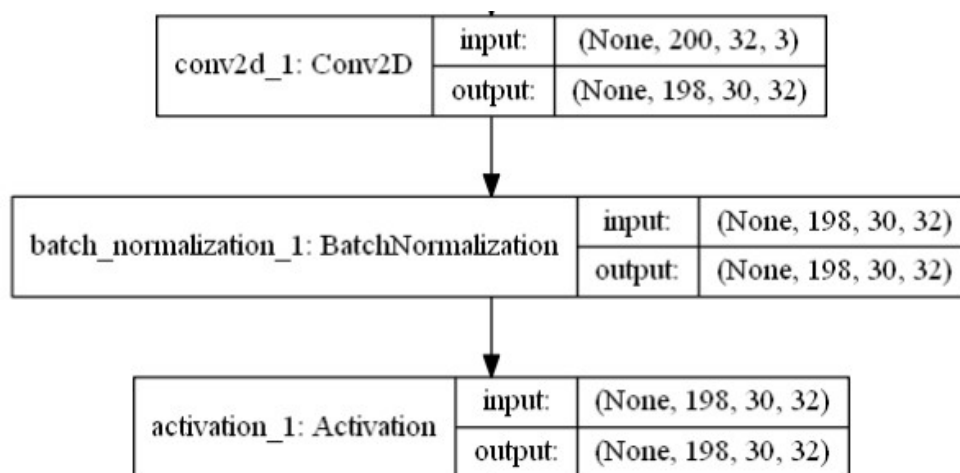 conv2d_1: Conv2D
input: (None, 200, 32, 3)
output: (None, 198, 30, 32)
batch_normalization_1: BatchNormalization
input: (None, 198, 30, 32)
output: (None, 198, 30, 32)
activation_1: Activation
input: (None, 198, 30, 32)
output: (None, 198, 30, 32)